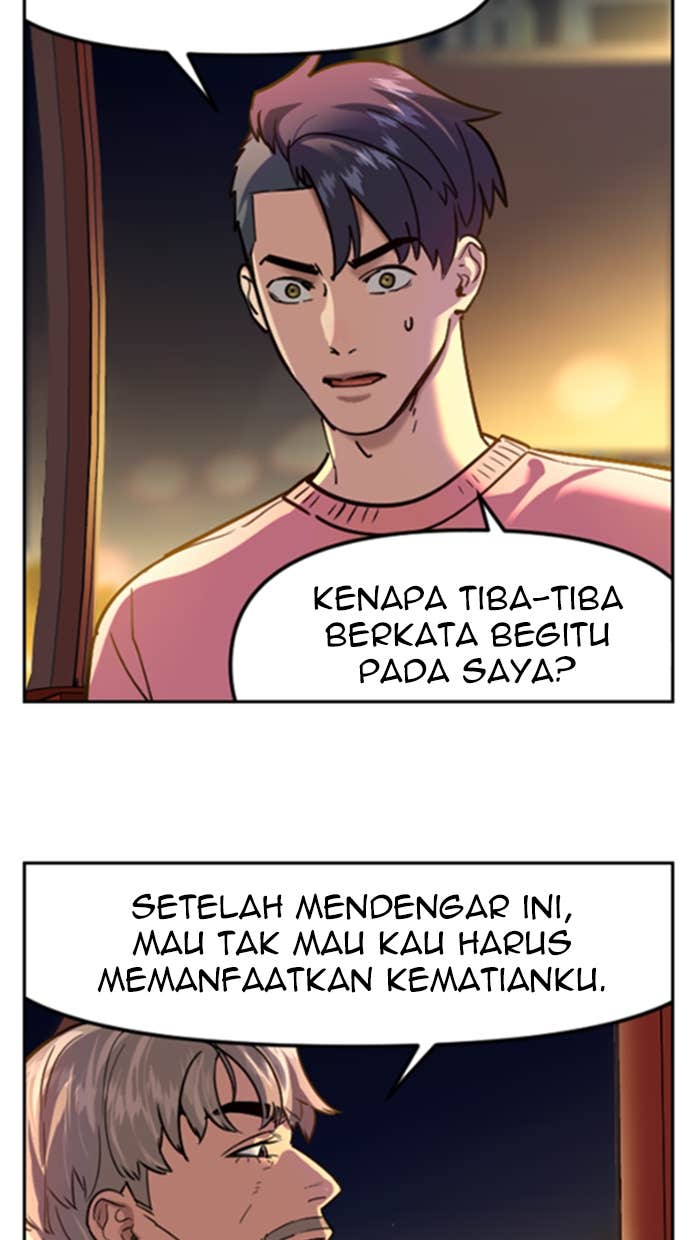 KENAPA TIBA-TIBA
BERKATA BEGITU
PADA SAYA?
SETELAH MENDENGAR INI,
MAU TAK MAU KAU HARUS
MEMANFAATKAN KEMATIANKU.